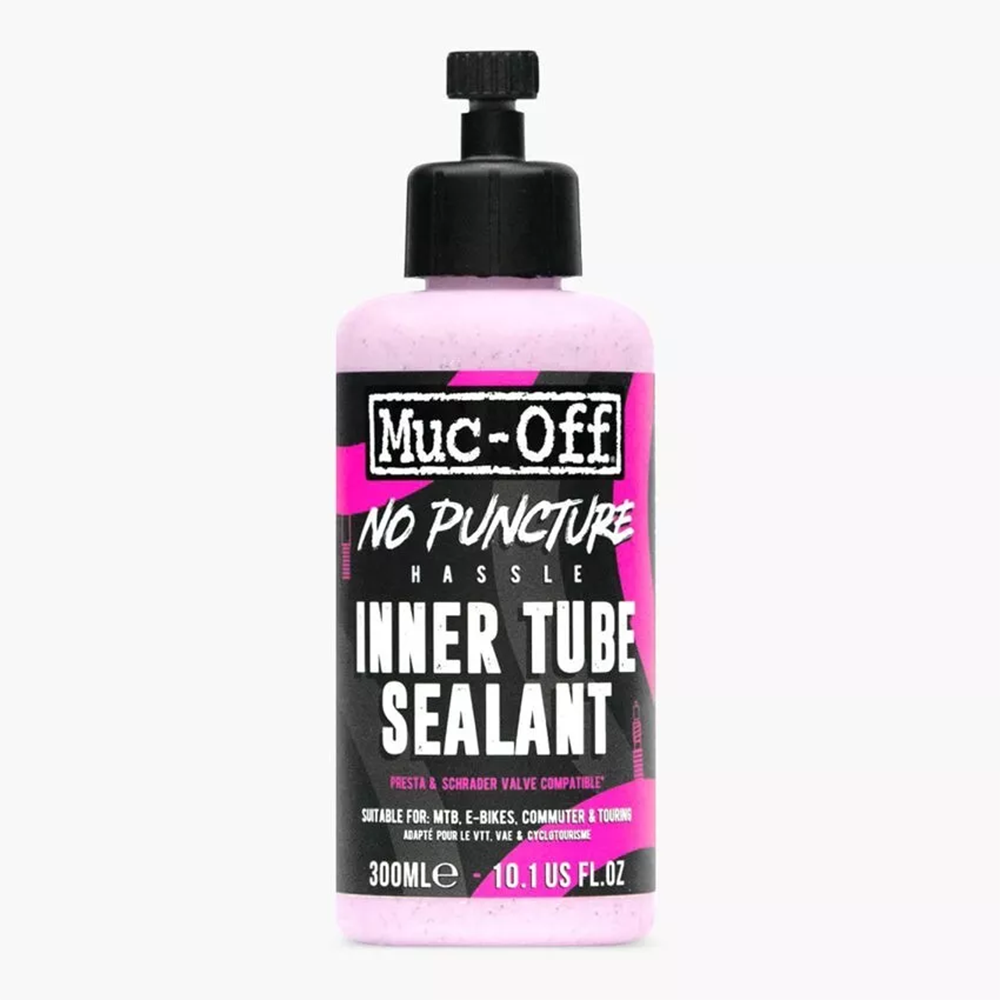 Muc-Off
NO PUNCTURE
HASSLE
INNER TUBE
SEALANT
PRESTA & SCHRADER VALVE COMPATIBLE*
SUITABLE FOR: MTB, E-BIKES, COMMUTER & TOURING
ADAPTÉ POUR LE VTT, VAE & CYCLOTOURISME
300ML℮ - 10.1 US FL.OZ